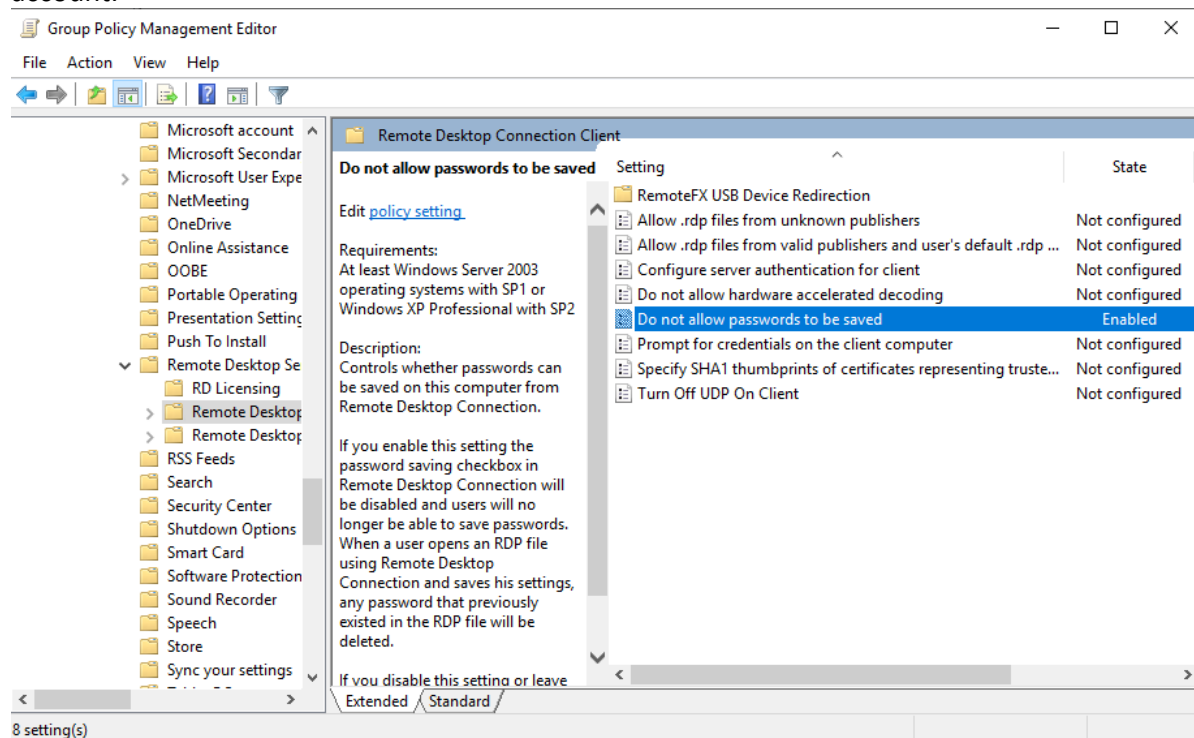 Group Policy Management Editor
File Action View Help
Microsoft account
Microsoft Secondar
Microsoft User Expe
NetMeeting
OneDrive
Online Assistance
OOBE
Portable Operating
Presentation Setting
Push To Install
Remote Desktop Se
RD Licensing
Remote Desktop
Remote Desktop
RSS Feeds
Search
Security Center
Shutdown Options
Smart Card
Software Protection
Sound Recorder
Speech
Store
Sync your settings
Remote Desktop Connection Client
Do not allow passwords to be saved
Edit policy setting
Requirements:
At least Windows Server 2003
operating systems with SP1 or
Windows XP Professional with SP2
Description:
Controls whether passwords can
be saved on this computer from
Remote Desktop Connection.
If you enable this setting the
password saving checkbox in
Remote Desktop Connection will
be disabled and users will no
longer be able to save passwords.
When a user opens an RDP file
using Remote Desktop
Connection and saves his settings,
any password that previously
existed in the RDP file will be
deleted.
If you disable this setting or leave
Setting State
RemoteFX USB Device Redirection
Allow .rdp files from unknown publishers Not configured
Allow .rdp files from valid publishers and user's default .rdp ... Not configured
Configure server authentication for client Not configured
Do not allow hardware accelerated decoding Not configured
Do not allow passwords to be saved Enabled
Prompt for credentials on the client computer Not configured
Specify SHA1 thumbprints of certificates representing truste... Not configured
Turn Off UDP On Client Not configured
Extended Standard
8 setting(s)